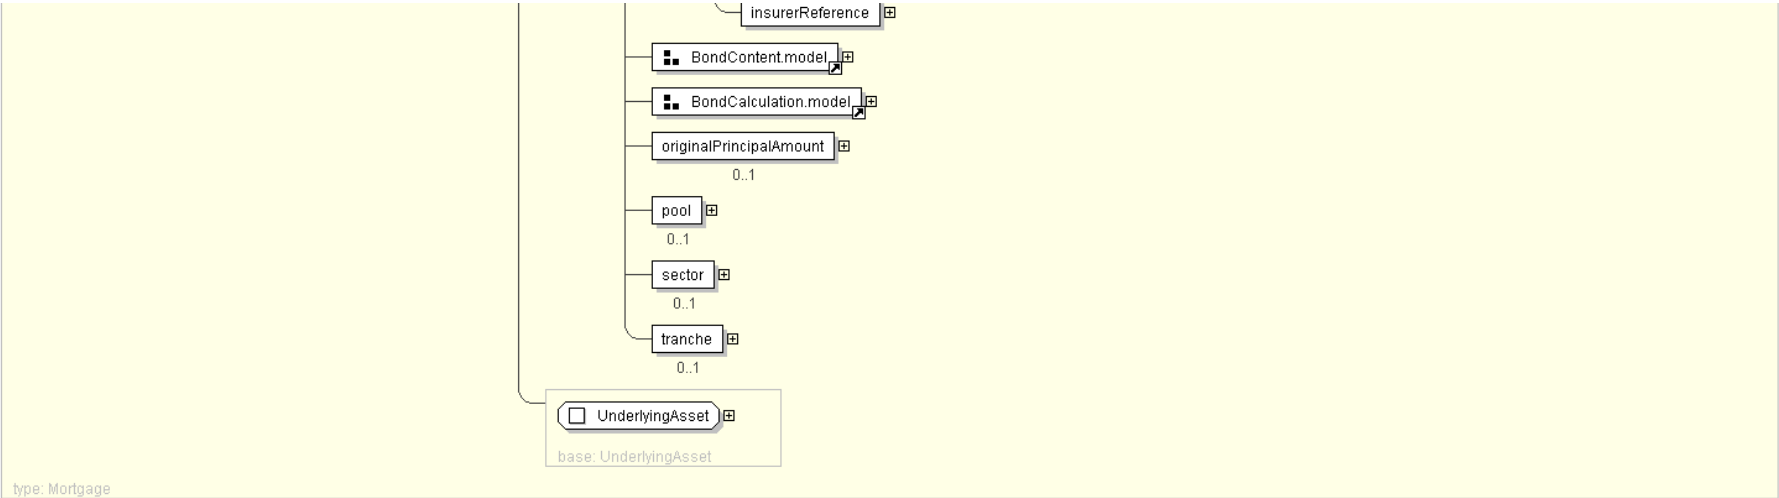 insurerReference
BondContent.model
BondCalculation.model
originalPrincipalAmount
0..1
pool
0..1
sector
0..1
tranche
0..1
UnderlyingAsset
base: UnderlyingAsset
type: Mortgage